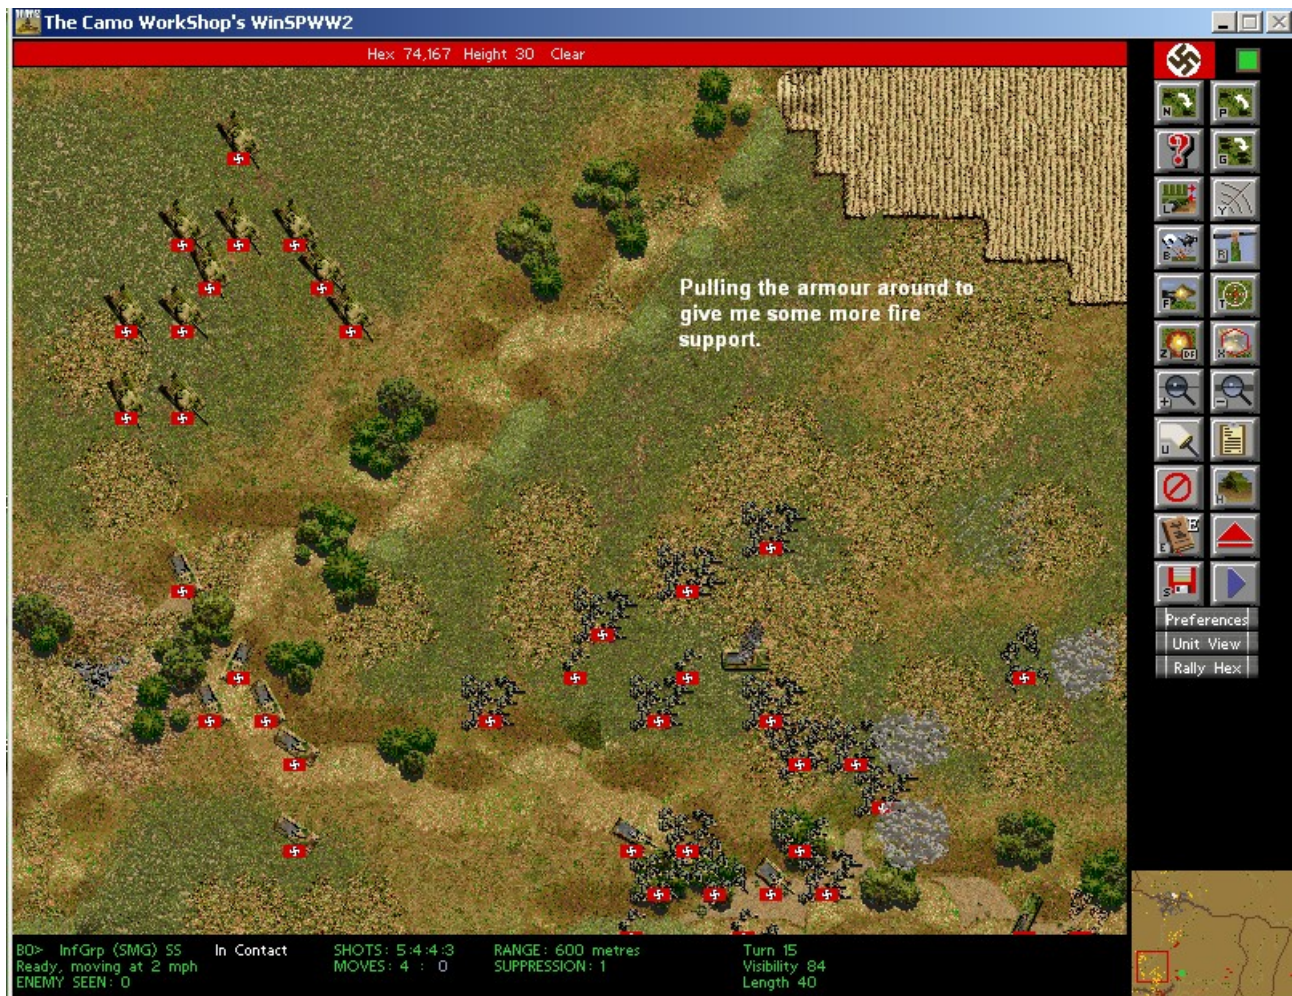 The Camo WorkShop's WinSPWW2
Hex 74,167 Height 30 Clear
N
P
G
L
Y
B
R
F
T
Z DF
X
+
-
U
H
E E
S
Pulling the armour around to
give me some more fire
support.
Preferences
Unit View
Rally Hex
B0> InfGrp (SMG) SS In Contact SHOTS: 5:4:4:3 RANGE: 600 metres Turn 15
Ready, moving at 2 mph MOVES: 4 : 0 SUPPRESSION: 1 Visibility 84
ENEMY SEEN: 0 Length 40